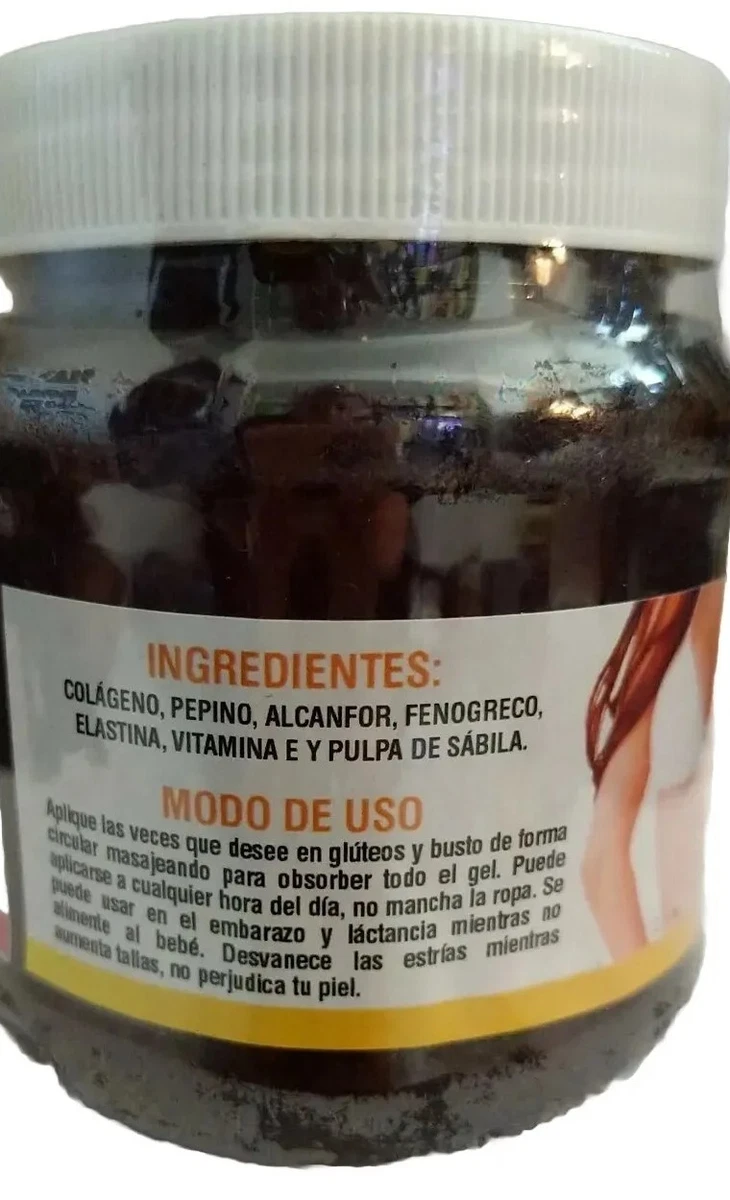 INGREDIENTES:
COLÁGENO, PEPINO, ALCANFOR, FENOGRECO,
ELASTINA, VITAMINA E Y PULPA DE SÁBILA.
MODO DE USO
Aplique las veces que desee en glúteos y busto de forma
circular masajeando para obsorber todo el gel. Puede
aplicarse a cualquier hora del día, no mancha la ropa. Se
puede usar en el embarazo y láctancia mientras no
alimente al bebé. Desvanece las estrías mientras
aumenta tallas, no perjudica tu piel.